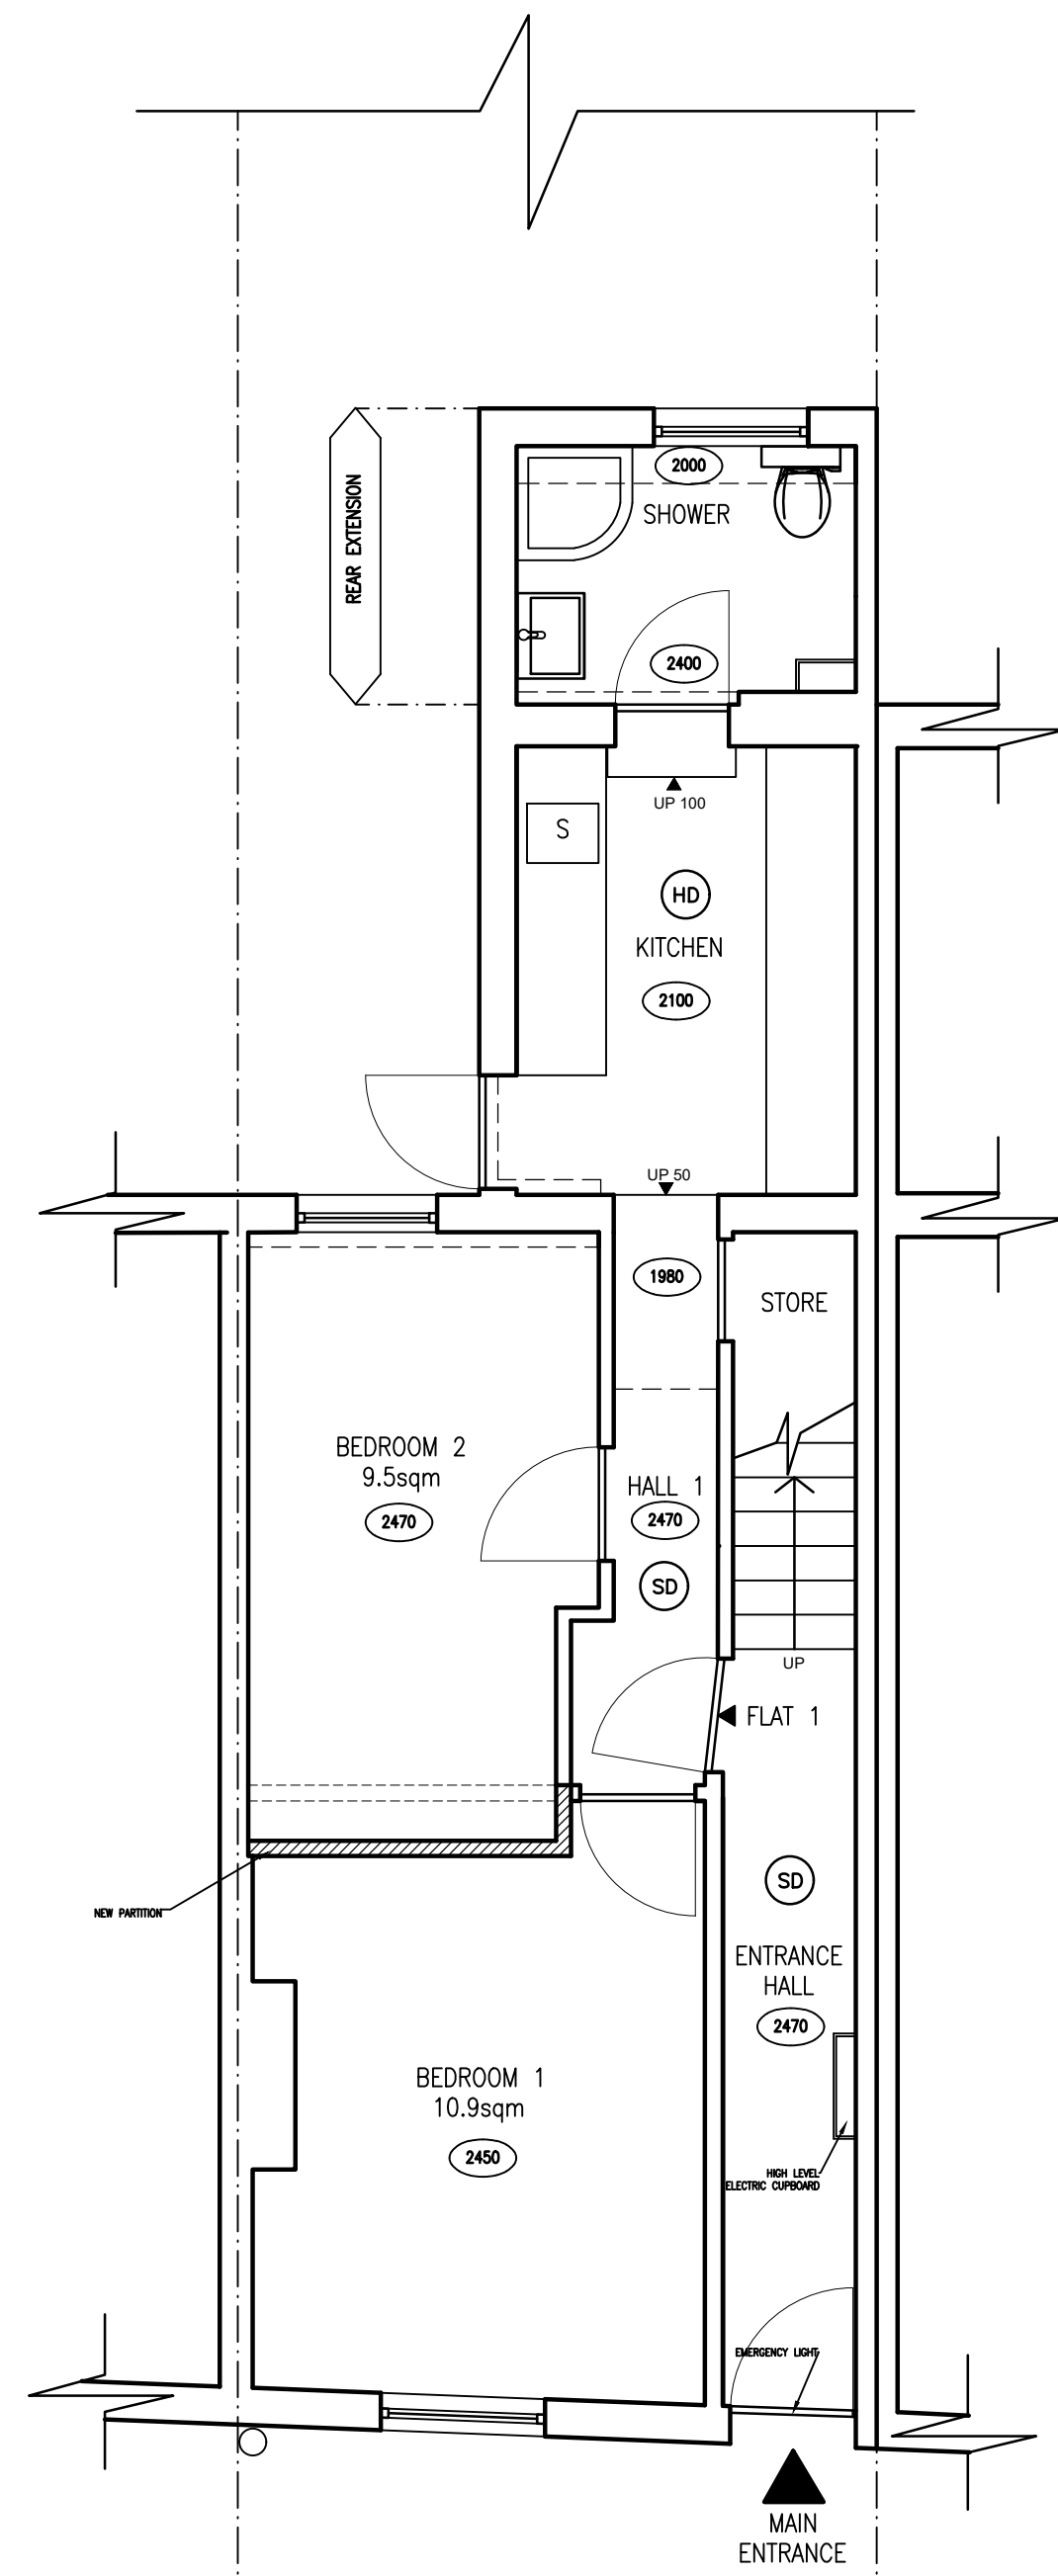 REAR EXTENSION
2000
SHOWER
2400
UP 100
S
HD
KITCHEN
2100
UP 50
1980
STORE
BEDROOM 2
9.5sqm
2470
HALL 1
2470
SD
UP
FLAT 1
NEW PARTITION
SD
ENTRANCE
HALL
2470
BEDROOM 1
10.9sqm
2450
HIGH LEVEL
ELECTRIC CUPBOARD
EMERGENCY LIGHT
MAIN
ENTRANCE